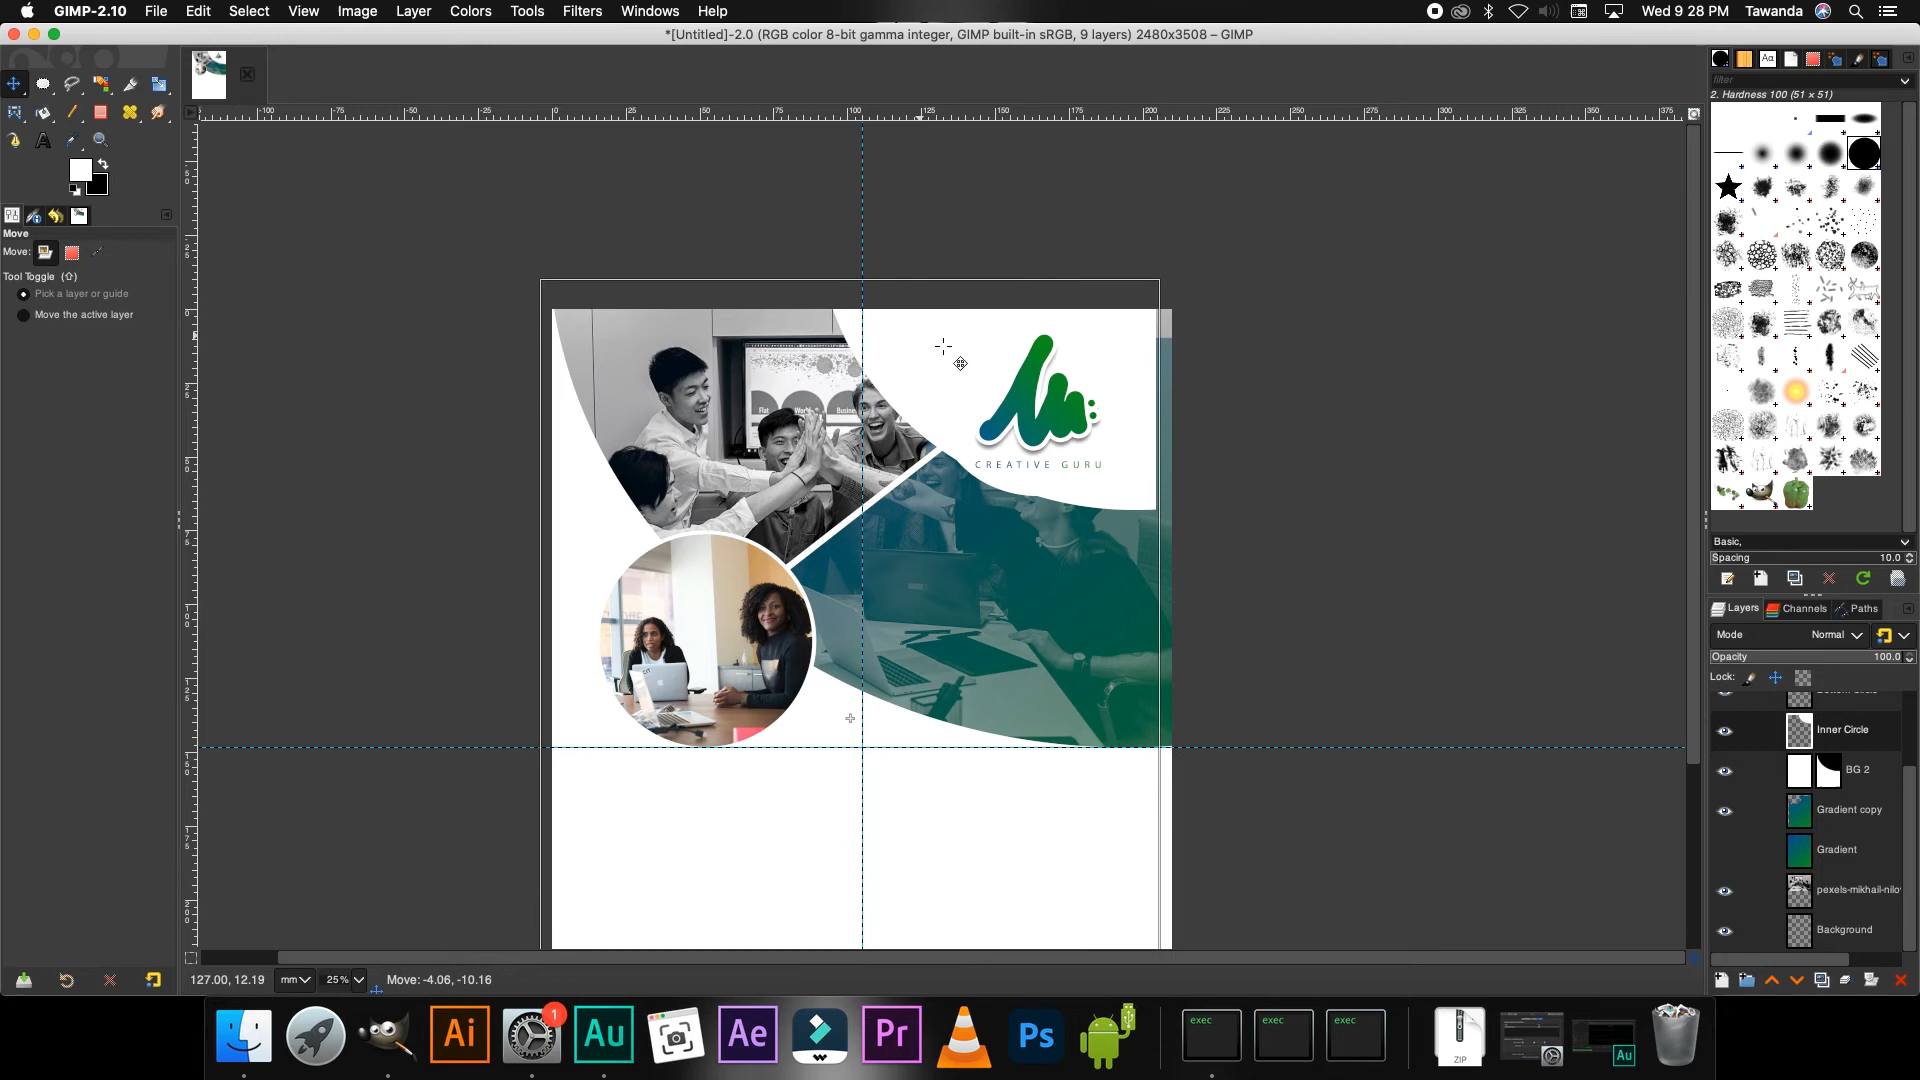 GIMP-2.10 File Edit Select View Image Layer Colors Tools Filters Windows Help Wed 9 28 PM Tawanda
*[Untitled]-2.0 (RGB color 8-bit gamma integer, GIMP built-in sRGB, 9 layers) 2480x3508 – GIMP
filter
2. Hardness 100 (51 × 51)
Move
Move:
Tool Toggle (⇧)
Pick a layer or guide
Move the active layer
Flat
CREATIVE GURU
Basic,
Spacing 10.0
Layers Channels Paths
Mode Normal
Opacity 100.0
Lock:
Inner Circle
BG 2
Gradient copy
Gradient
pexels-mikhail-nilov
Background
127.00, 12.19 mm 25% Move: -4.06, -10.16
1
Ai Au Ae Pr Ps
exec exec exec
ZIP
Au